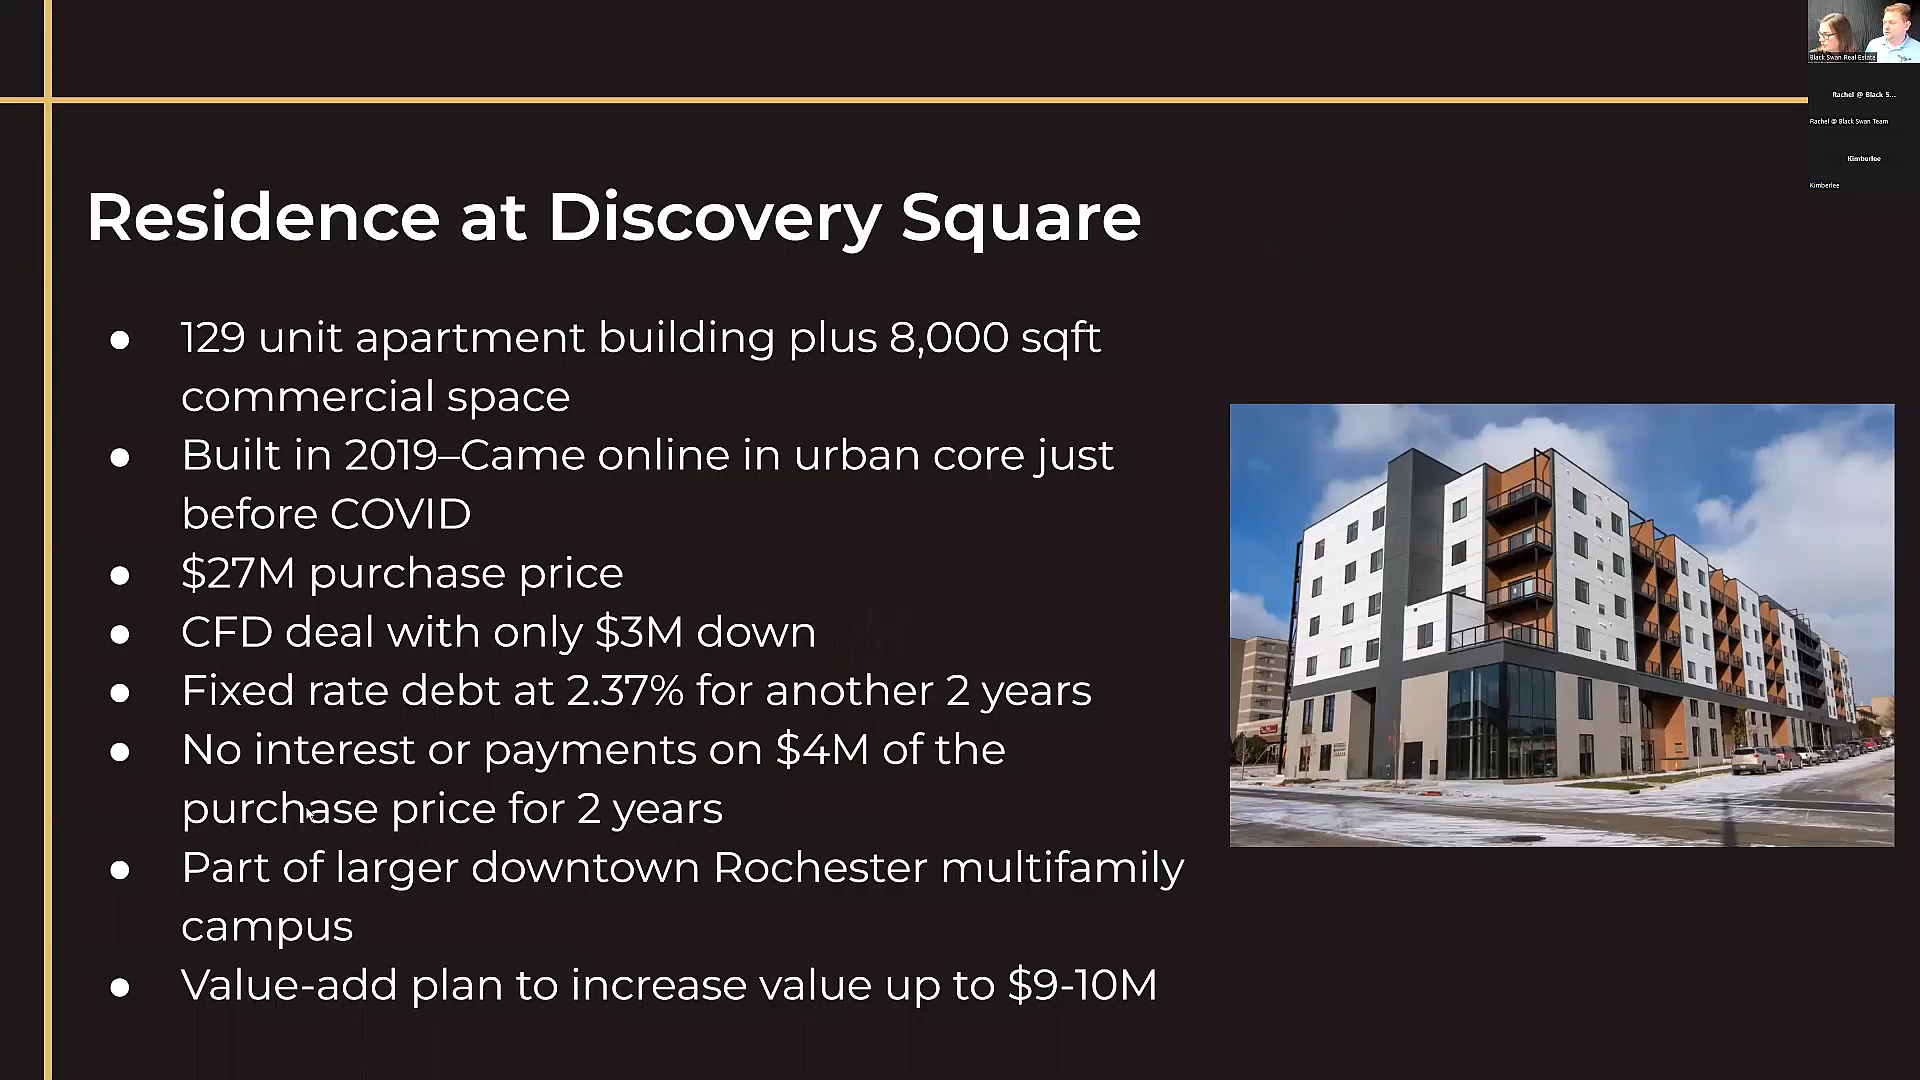 Black Swan Real Estate
Rachel @ Black S...
Rachel @ Black Swan Team
Kimberlee
Kimberlee
Residence at Discovery Square
● 129 unit apartment building plus 8,000 sqft
commercial space
● Built in 2019–Came online in urban core just
before COVID
● $27M purchase price
● CFD deal with only $3M down
● Fixed rate debt at 2.37% for another 2 years
● No interest or payments on $4M of the
purchase price for 2 years
● Part of larger downtown Rochester multifamily
campus
● Value-add plan to increase value up to $9-10M